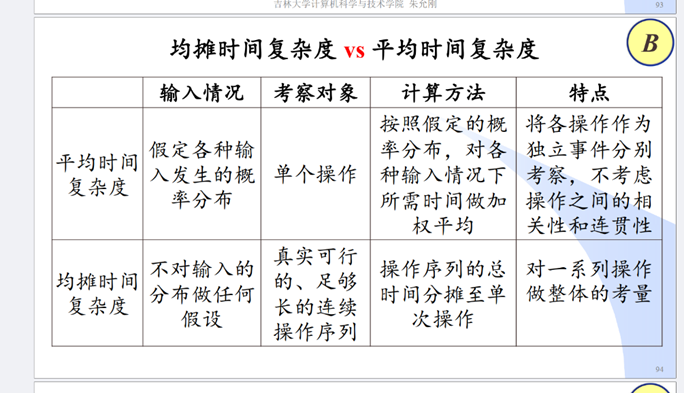 吉林大学计算机科学与技术学院 朱允刚
93
均摊时间复杂度 vs 平均时间复杂度
B
输入情况 考察对象 计算方法 特点
平均时间
复杂度
假定各种输
入发生的概
率分布
单个操作
按照假定的概
率分布，对各
种输入情况下
所需时间做加
权平均
将各操作作为
独立事件分别
考察，不考虑
操作之间的相
关性和连贯性
均摊时间
复杂度
不对输入的
分布做任何
假设
真实可行
的、足够
长的连续
操作序列
操作序列的总
时间分摊至单
次操作
对一系列操作
做整体的考量
94